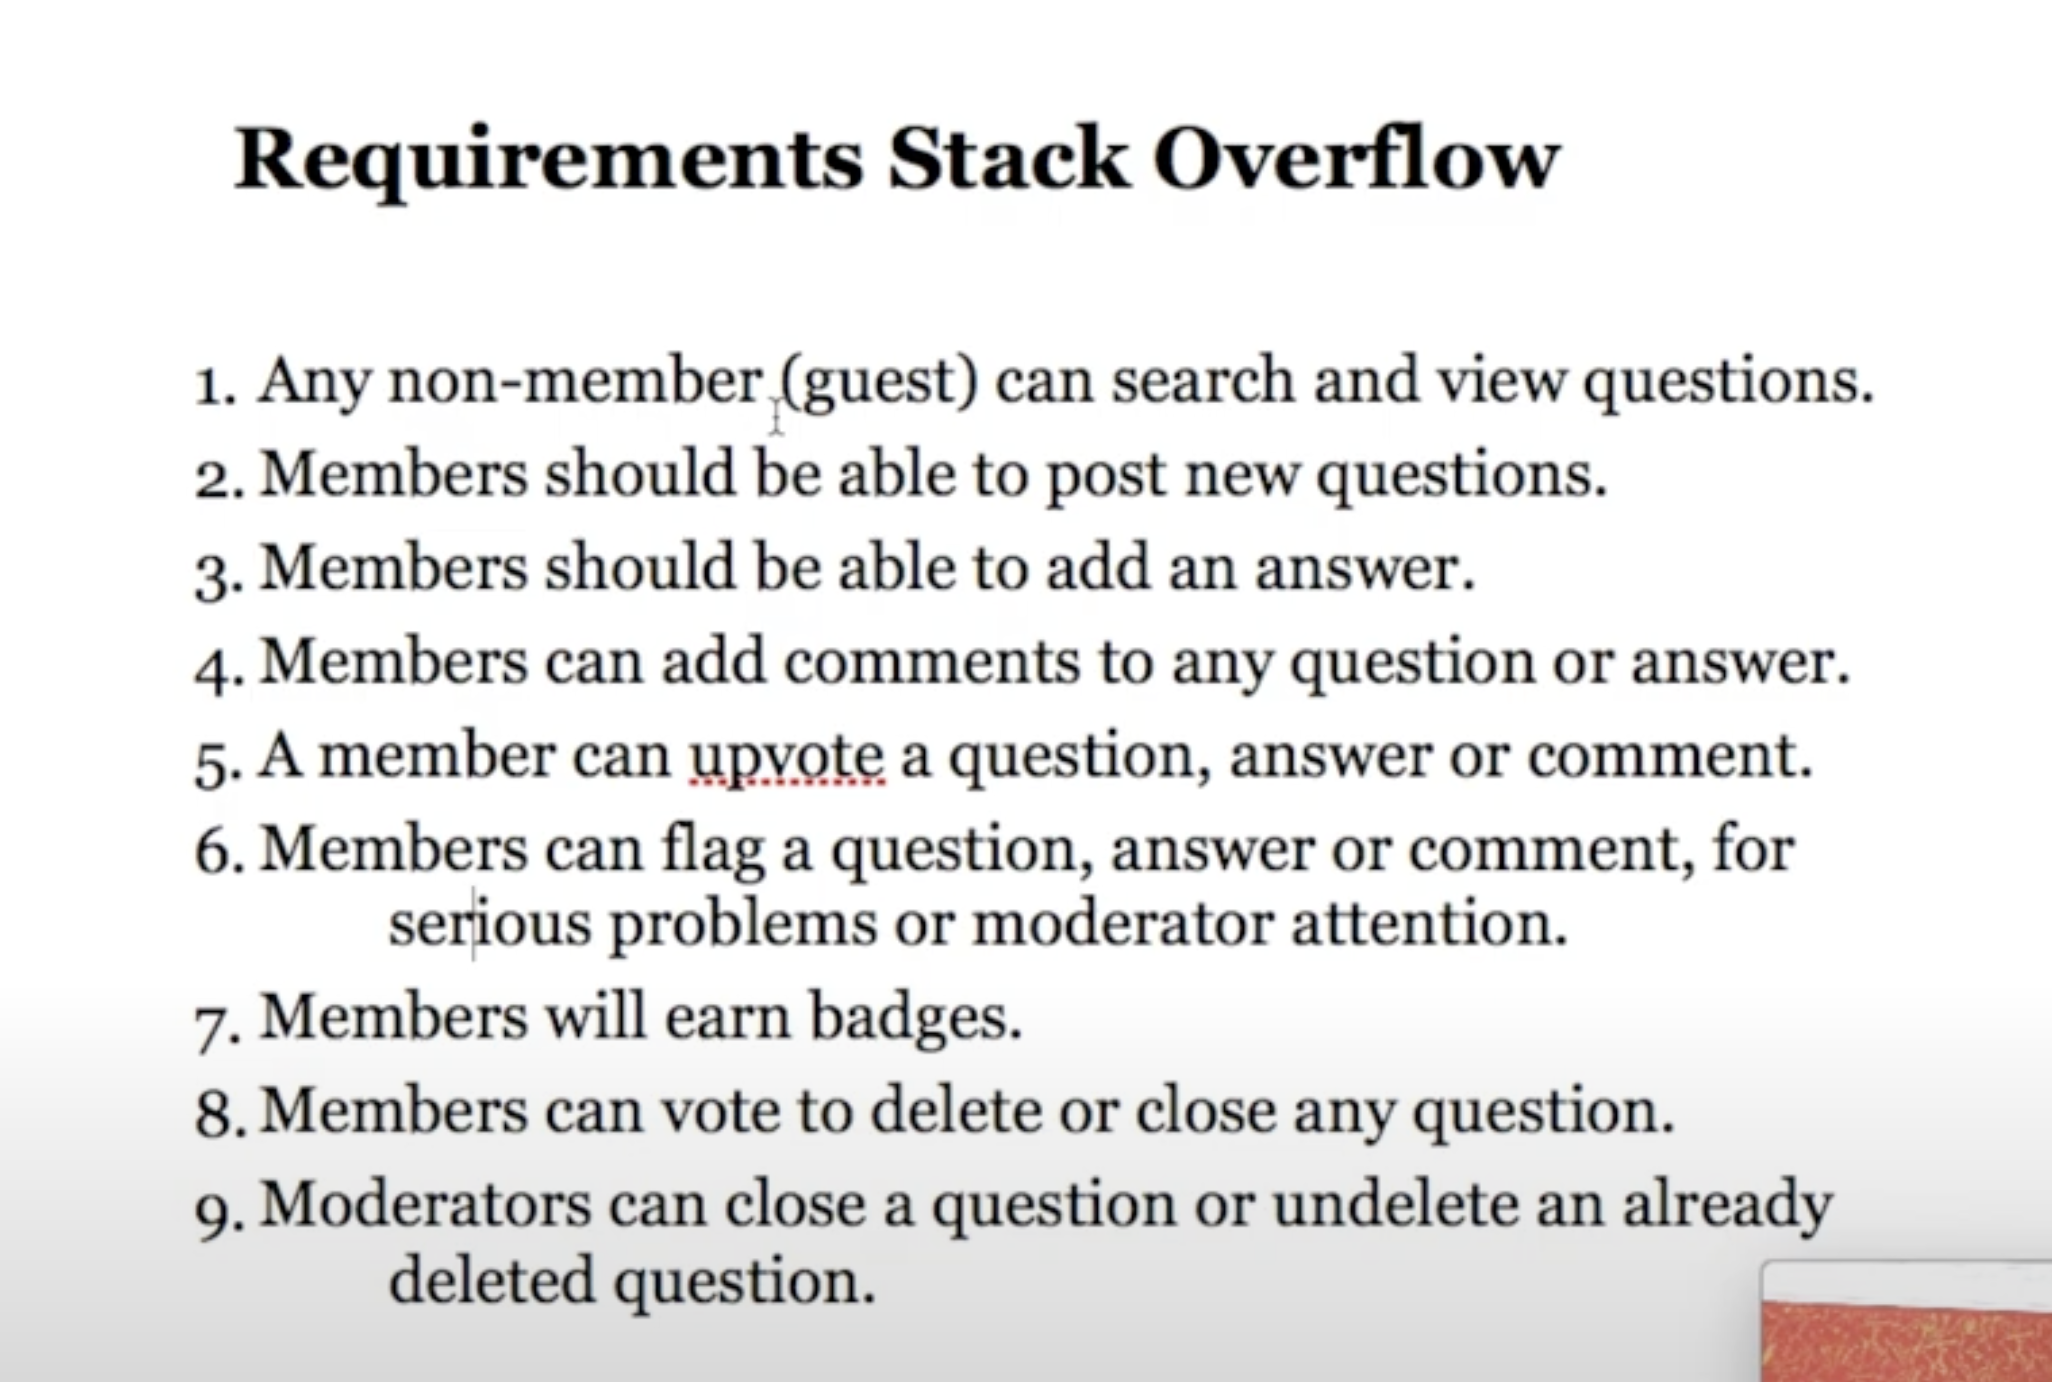 Requirements Stack Overflow
1. Any non-member (guest) can search and view questions.
2. Members should be able to post new questions.
3. Members should be able to add an answer.
4. Members can add comments to any question or answer.
5. A member can upvote a question, answer or comment.
6. Members can flag a question, answer or comment, for
serious problems or moderator attention.
7. Members will earn badges.
8. Members can vote to delete or close any question.
9. Moderators can close a question or undelete an already
deleted question.